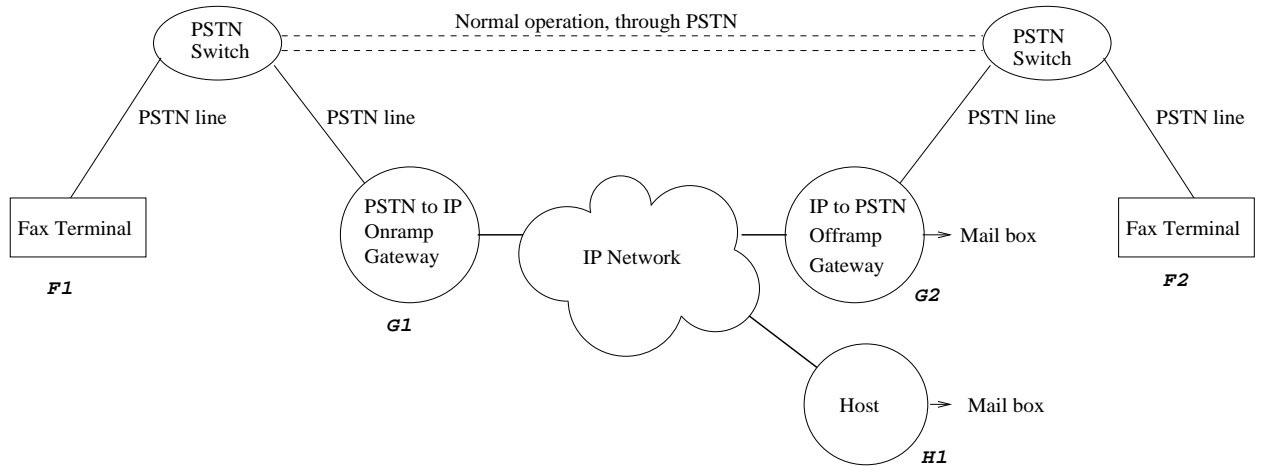 Normal operation, through PSTN
PSTN
Switch
PSTN
Switch
PSTN line
PSTN line
PSTN line
PSTN line
Fax Terminal
F1
PSTN to IP
Onramp
Gateway
G1
IP Network
IP to PSTN
Offramp
Gateway
G2
Mail box
Fax Terminal
F2
Host
H1
Mail box